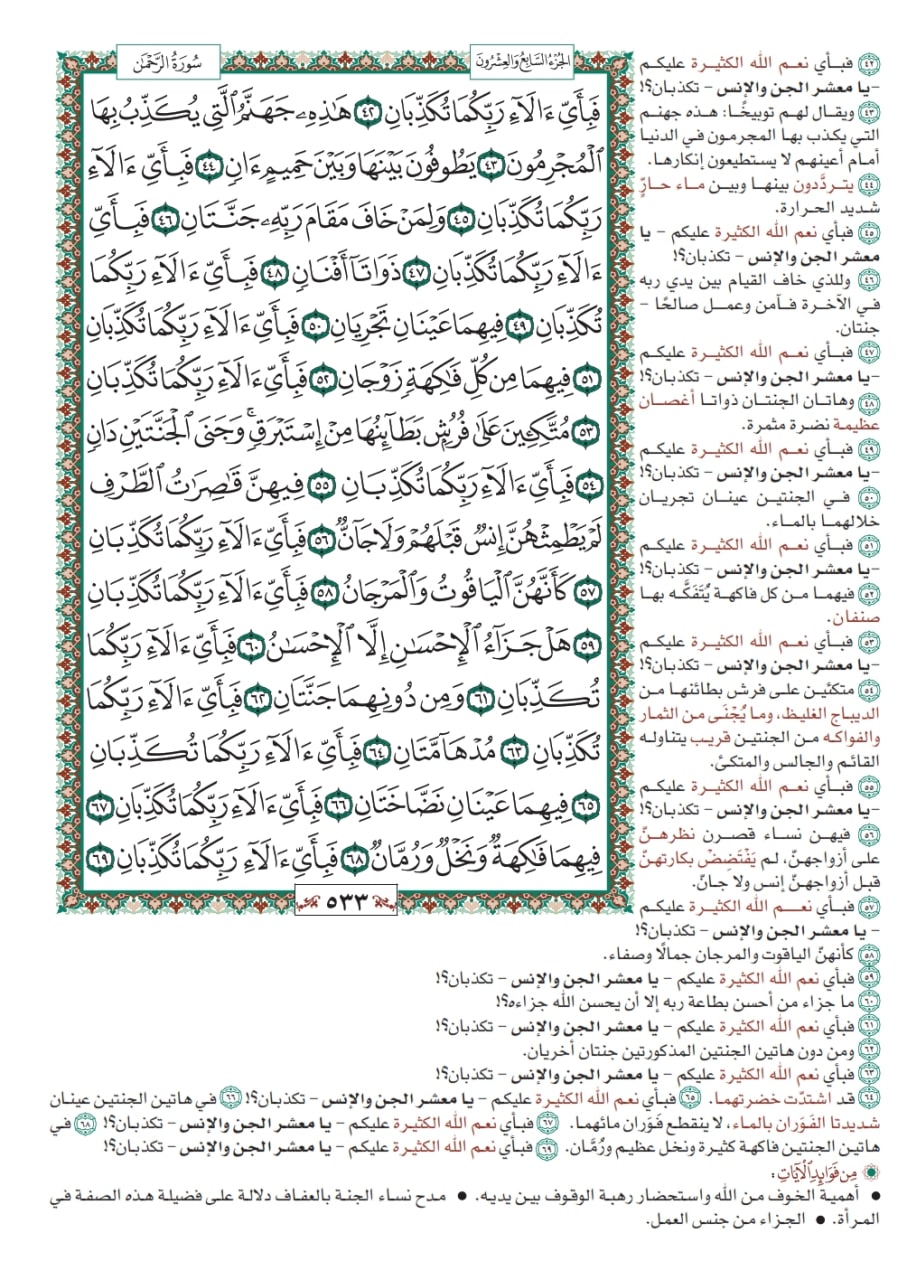 الجزء السابع والعشرون
سورة الرحمن
فَبِأَيِّ ءَالَآءِ رَبِّكُمَا تُكَذِّبَانِ ٤٢ هَٰذِهِۦ جَهَنَّمُ ٱلَّتِي يُكَذِّبُ بِهَا
ٱلْمُجْرِمُونَ ٤٣ يَطُوفُونَ بَيْنَهَا وَبَيْنَ حَمِيمٍ ءَانٍ ٤٤ فَبِأَيِّ ءَالَآءِ
رَبِّكُمَا تُكَذِّبَانِ ٤٥ وَلِمَنْ خَافَ مَقَامَ رَبِّهِۦ جَنَّتَانِ ٤٦ فَبِأَيِّ
ءَالَآءِ رَبِّكُمَا تُكَذِّبَانِ ٤٧ ذَوَاتَآ أَفْنَانٍ ٤٨ فَبِأَيِّ ءَالَآءِ رَبِّكُمَا
تُكَذِّبَانِ ٤٩ فِيهِمَا عَيْنَانِ تَجْرِيَانِ ٥٠ فَبِأَيِّ ءَالَآءِ رَبِّكُمَا تُكَذِّبَانِ
٥١ فِيهِمَا مِن كُلِّ فَٰكِهَةٍ زَوْجَانِ ٥٢ فَبِأَيِّ ءَالَآءِ رَبِّكُمَا تُكَذِّبَانِ
٥٣ مُتَّكِـِٔينَ عَلَىٰ فُرُشٍۭ بَطَآئِنُهَا مِنْ إِسْتَبْرَقٍۚ وَجَنَى ٱلْجَنَّتَيْنِ دَانٍ
٥٤ فَبِأَيِّ ءَالَآءِ رَبِّكُمَا تُكَذِّبَانِ ٥٥ فِيهِنَّ قَٰصِرَٰتُ ٱلطَّرْفِ
لَمْ يَطْمِثْهُنَّ إِنسٌ قَبْلَهُمْ وَلَا جَآنٌّ ٥٦ فَبِأَيِّ ءَالَآءِ رَبِّكُمَا تُكَذِّبَانِ
٥٧ كَأَنَّهُنَّ ٱلْيَاقُوتُ وَٱلْمَرْجَانُ ٥٨ فَبِأَيِّ ءَالَآءِ رَبِّكُمَا تُكَذِّبَانِ
٥٩ هَلْ جَزَآءُ ٱلْإِحْسَٰنِ إِلَّا ٱلْإِحْسَٰنُ ٦٠ فَبِأَيِّ ءَالَآءِ رَبِّكُمَا
تُكَذِّبَانِ ٦١ وَمِن دُونِهِمَا جَنَّتَانِ ٦٢ فَبِأَيِّ ءَالَآءِ رَبِّكُمَا
تُكَذِّبَانِ ٦٣ مُدْهَآمَّتَانِ ٦٤ فَبِأَيِّ ءَالَآءِ رَبِّكُمَا تُكَذِّبَانِ
٦٥ فِيهِمَا عَيْنَانِ نَضَّاخَتَانِ ٦٦ فَبِأَيِّ ءَالَآءِ رَبِّكُمَا تُكَذِّبَانِ ٦٧
فِيهِمَا فَٰكِهَةٌ وَنَخْلٌ وَرُمَّانٌ ٦٨ فَبِأَيِّ ءَالَآءِ رَبِّكُمَا تُكَذِّبَانِ ٦٩
٥٣٣
٤٢ فبأي نعم الله الكثيرة عليكم
-يا معشر الجن والإنس - تكذبان؟!
٤٣ ويقال لهم توبيخًا: هذه جهنم
التي يكذب بها المجرمون في الدنيا
أمام أعينهم لا يستطيعون إنكارها.
٤٤ يتردَّدون بينها وبين ماء حارّ
شديد الحرارة.
٤٥ فبأي نعم الله الكثيرة عليكم - يا
معشر الجن والإنس - تكذبان؟!
٤٦ وللذي خاف القيام بين يدي ربه
في الآخرة فآمن وعمل صالحًا -
جنتان.
٤٧ فبأي نعم الله الكثيرة عليكم
-يا معشر الجن والإنس - تكذبان؟!
٤٨ وهاتان الجنتان ذواتا أغصان
عظيمة نضرة مثمرة.
٤٩ فبأي نعم الله الكثيرة عليكم
-يا معشر الجن والإنس - تكذبان؟!
٥٠ في الجنتين عينان تجريان
خلالهما بالماء.
٥١ فبأي نعم الله الكثيرة عليكم
-يا معشر الجن والإنس - تكذبان؟!
٥٢ فيهما من كل فاكهة يُتَفَكَّه بها
صنفان.
٥٣ فبأي نعم الله الكثيرة عليكم
-يا معشر الجن والإنس - تكذبان؟!
٥٤ متكئين على فرش بطائنها من
الديباج الغليظ، وما يُجْنَى من الثمار
والفواكه من الجنتين قريب يتناوله
القائم والجالس والمتكئ.
٥٥ فبأي نعم الله الكثيرة عليكم
-يا معشر الجن والإنس - تكذبان؟!
٥٦ فيهن نساء قصرن نظرهنّ
على أزواجهنّ، لم يَفْتَضِضْ بكارتهنّ
قبل أزواجهنّ إنس ولا جانّ.
٥٧ فبأي نعم الله الكثيرة عليكم
- يا معشر الجن والإنس - تكذبان؟!
٥٨ كأنهنّ الياقوت والمرجان جمالًا وصفاء.
٥٩ فبأي نعم الله الكثيرة عليكم - يا معشر الجن والإنس - تكذبان؟!
٦٠ ما جزاء من أحسن بطاعة ربه إلا أن يحسن الله جزاءه؟!
٦١ فبأي نعم الله الكثيرة عليكم - يا معشر الجن والإنس - تكذبان؟!
٦٢ ومن دون هاتين الجنتين المذكورتين جنتان أخريان.
٦٣ فبأي نعم الله الكثيرة عليكم - يا معشر الجن والإنس - تكذبان؟!
٦٤ قد اشتدّت خضرتهما. ٦٥ فبأي نعم الله الكثيرة عليكم - يا معشر الجن والإنس - تكذبان؟! ٦٦ في هاتين الجنتين عينان
شديدتا الفَوَران بالماء، لا ينقطع فَوَران مائهما. ٦٧ فبأي نعم الله الكثيرة عليكم - يا معشر الجن والإنس - تكذبان؟! ٦٨ في
هاتين الجنتين فاكهة كثيرة ونخل عظيم ورُمَّان. ٦٩ فبأي نعم الله الكثيرة عليكم - يا معشر الجن والإنس - تكذبان؟!
من فوائد الآيات:
• أهمية الخوف من الله واستحضار رهبة الوقوف بين يديه. • مدح نساء الجنة بالعفاف دلالة على فضيلة هذه الصفة في
المرأة. • الجزاء من جنس العمل.